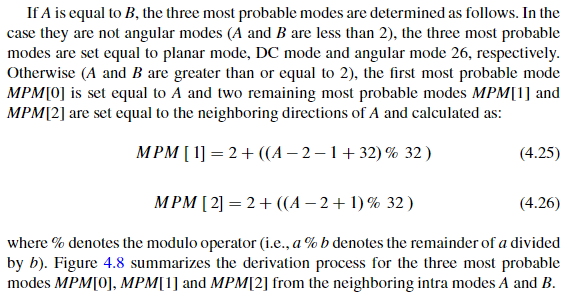 If A is equal to B, the three most probable modes are determined as follows. In the
case they are not angular modes (A and B are less than 2), the three most probable
modes are set equal to planar mode, DC mode and angular mode 26, respectively.
Otherwise (A and B are greater than or equal to 2), the first most probable mode
MPM[0] is set equal to A and two remaining most probable modes MPM[1] and
MPM[2] are set equal to the neighboring directions of A and calculated as:
MPM [ 1] = 2 + ((A − 2 − 1 + 32) % 32 ) (4.25)
MPM [ 2] = 2 + ((A − 2 + 1) % 32 ) (4.26)
where % denotes the modulo operator (i.e., a % b denotes the remainder of a divided
by b). Figure 4.8 summarizes the derivation process for the three most probable
modes MPM[0], MPM[1] and MPM[2] from the neighboring intra modes A and B.